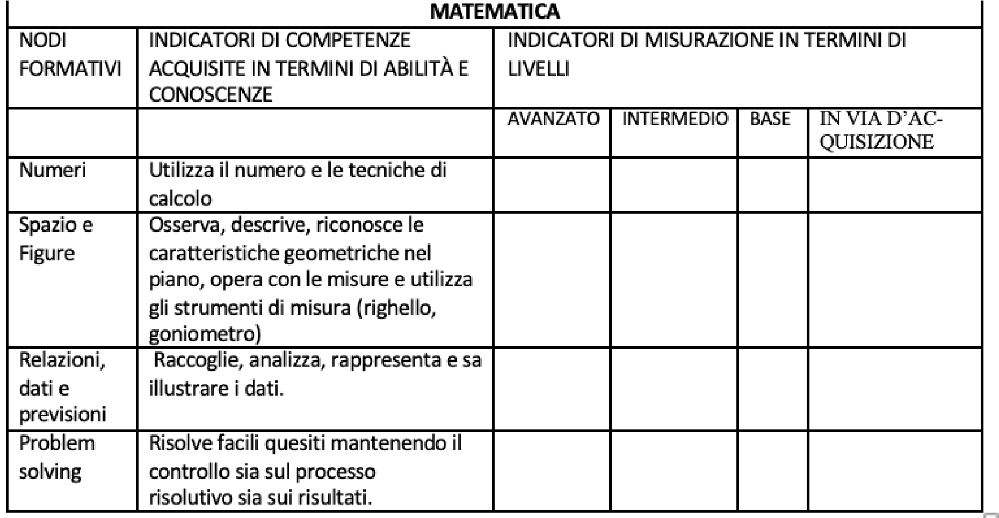 MATEMATICA
NODI
FORMATIVI
INDICATORI DI COMPETENZE
ACQUISITE IN TERMINI DI ABILITÀ E
CONOSCENZE
INDICATORI DI MISURAZIONE IN TERMINI DI
LIVELLI
AVANZATO
INTERMEDIO
BASE
IN VIA D’AC-
QUISIZIONE
Numeri
Utilizza il numero e le tecniche di
calcolo
Spazio e
Figure
Osserva, descrive, riconosce le
caratteristiche geometriche nel
piano, opera con le misure e utilizza
gli strumenti di misura (righello,
goniometro)
Relazioni,
dati e
previsioni
Raccoglie, analizza, rappresenta e sa
illustrare i dati.
Problem
solving
Risolve facili quesiti mantenendo il
controllo sia sul processo
risolutivo sia sui risultati.